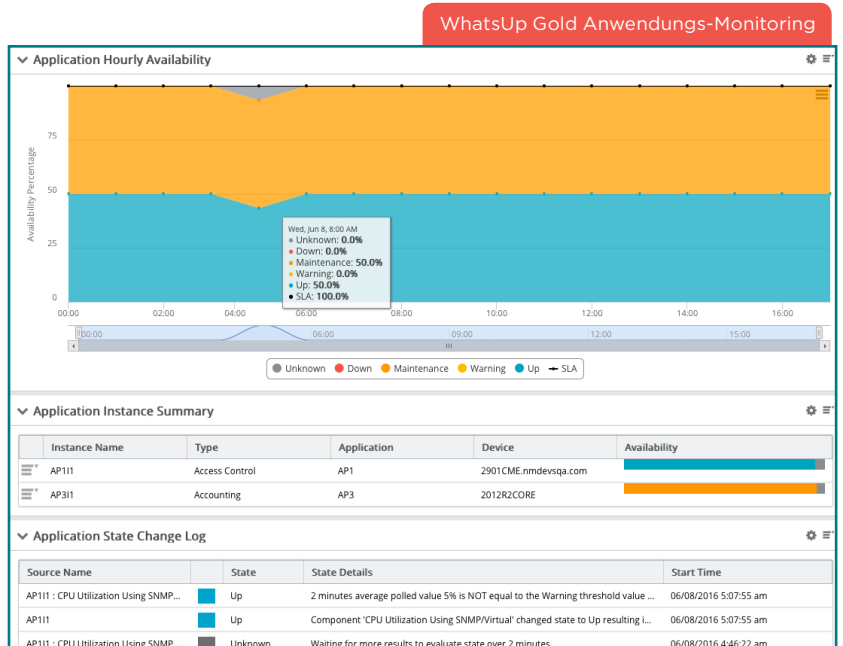 WhatsUp Gold Anwendungs-Monitoring
Application Hourly Availability
75
50
25
0
Availability Percentage
Wed, Jun 8, 8:00 AM
Unknown: 0.0%
Down: 0.0%
Maintenance: 50.0%
Warning: 0.0%
Up: 50.0%
SLA: 100.0%
00:00 02:00 04:00 06:00 08:00 10:00 12:00 14:00 16:00
00:00 06:00 09:00 12:00 15:00
Unknown Down Maintenance Warning Up SLA
Application Instance Summary
Instance Name Type Application Device Availability
AP1I1 Access Control AP1 2901CME.nmdevsqa.com
AP3I1 Accounting AP3 2012R2CORE
Application State Change Log
Source Name State State Details Start Time
AP1I1 : CPU Utilization Using SNMP... Up 2 minutes average polled value 5% is NOT equal to the Warning threshold value ... 06/08/2016 5:07:55 am
AP1I1 Up Component 'CPU Utilization Using SNMP/Virtual' changed state to Up resulting i... 06/08/2016 5:07:55 am
AP1I1 : CPU Utilization Using SNMP... Unknown Waiting for more results to evaluate state over 2 minutes 06/08/2016 4:46:22 am